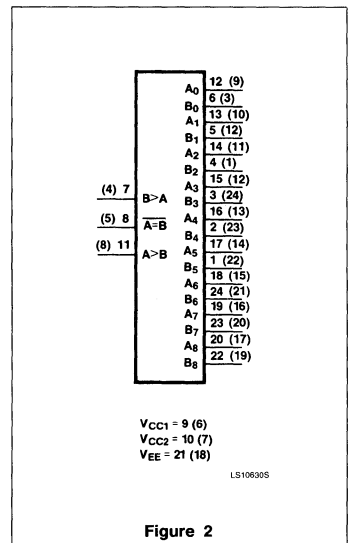 A0 12 (9)
B0 6 (3)
A1 13 (10)
B1 5 (12)
A2 14 (11)
B2 4 (1)
A3 15 (12)
B3 3 (24)
A4 16 (13)
B4 2 (23)
A5 17 (14)
B5 1 (22)
A6 18 (15)
B6 24 (21)
A7 19 (16)
B7 23 (20)
A8 20 (17)
B8 22 (19)
(4) 7 B>A
(5) 8 A=B
(8) 11 A>B
VCC1 = 9 (6)
VCC2 = 10 (7)
VEE = 21 (18)
LS10630S
Figure 2